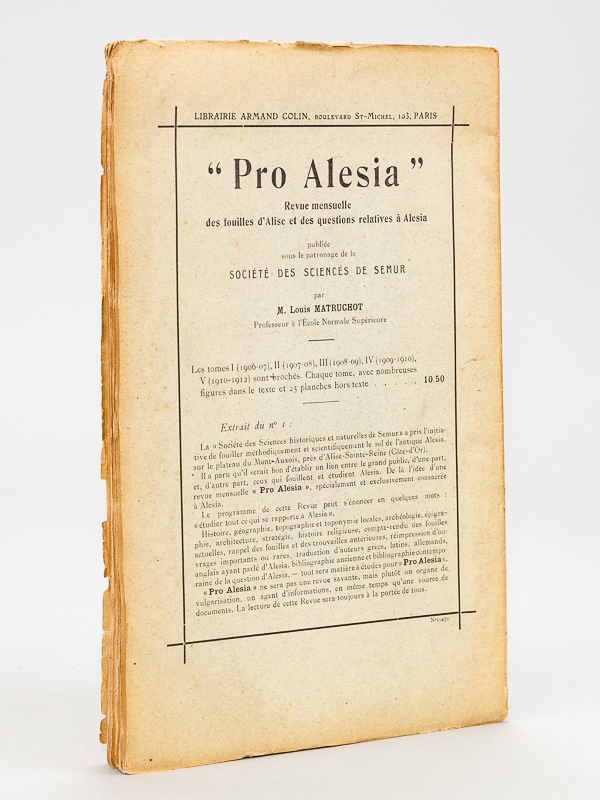 LIBRAIRIE ARMAND COLIN, BOULEVARD ST-MICHEL, 103, PARIS
“ Pro Alesia ”
Revue mensuelle
des fouilles d'Alise et des questions relatives à Alesia
publiée
sous le patronage de la
SOCIÉTÉ DES SCIENCES DE SEMUR
par
M. Louis MATRUCHOT
Professeur à l'École Normale Supérieure
Les tomes I (1906-07), II (1907-08), III (1908-09), IV (1909-1910),
V (1910-1912) sont brochés. Chaque tome, avec nombreuses
figures dans le texte et 25 planches hors texte . . . . . 10.50
Extrait du nº 1 :
La « Société des Sciences historiques et naturelles de Semur » a pris l'initia-
tive de fouiller méthodiquement et scientifiquement le sol de l'antique Alesia,
sur le plateau du Mont-Auxois, près d'Alise-Sainte-Reine (Côte-d'Or).
Il a paru qu'il serait bon d'établir un lien entre le grand public, d'une part,
et, d'autre part, ceux qui fouillent et étudient Alesia. De là l'idée d'une
revue mensuelle « Pro Alesia », spécialement et exclusivement consacrée
à Alesia.
Le programme de cette Revue peut s'énoncer en quelques mots :
« étudier tout ce qui se rapporte à Alesia ».
Histoire, géographie, topographie et toponymie locales, archéologie, épigra-
phie, architecture, stratégie, histoire religieuse, compte-rendu des fouilles
actuelles, rappel des fouilles et des trouvailles antérieures, réimpression d'ou-
vrages importants ou rares, traduction d'auteurs grecs, latins, allemands,
anglais ayant parlé d'Alesia, bibliographie ancienne et bibliographie contempo-
raine de la question d'Alesia, — tout sera matière à études pour « Pro Alesia ».
« Pro Alesia » ne sera pas une revue savante, mais plutôt un organe de
vulgarisation, un agent d'informations, en même temps qu'une source de
documents. La lecture de cette Revue sera toujours à la portée de tous.